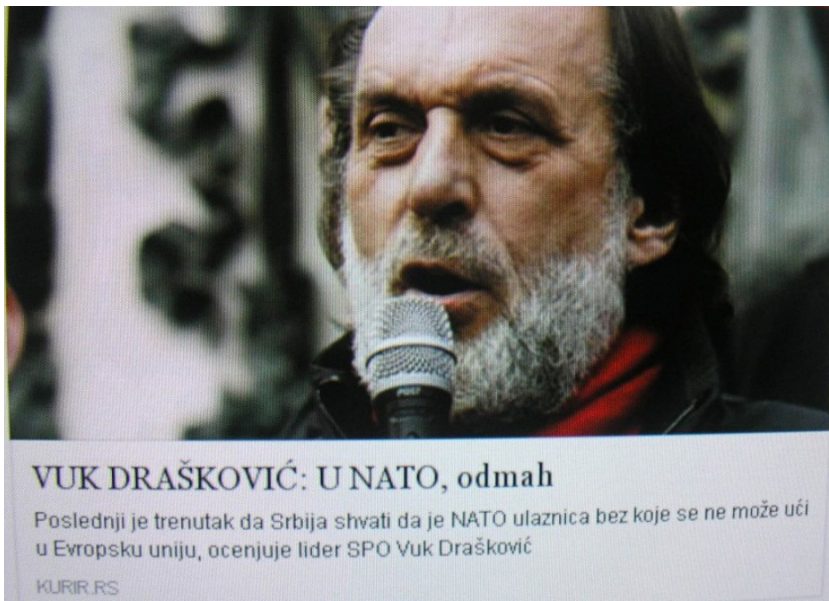 VUK DRAŠKOVIĆ: U NATO, odmah
Poslednji je trenutak da Srbija shvati da je NATO ulaznica bez koje se ne može ući
u Evropsku uniju, ocenjuje lider SPO Vuk Drašković
KURIR.RS